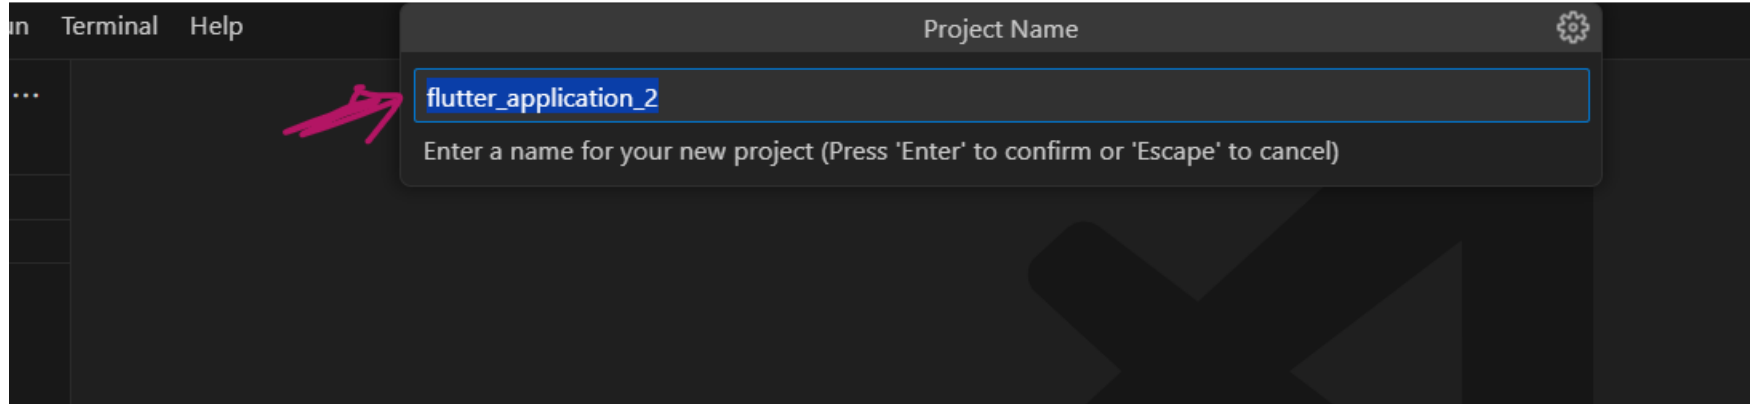 Terminal Help
Project Name
...
flutter_application_2
Enter a name for your new project (Press 'Enter' to confirm or 'Escape' to cancel)